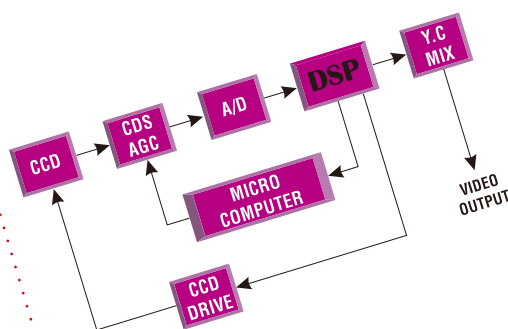 CCD
CDS
AGC
A/D
DSP
Y.C
MIX
MICRO
COMPUTER
VIDEO
OUTPUT
CCD
DRIVE